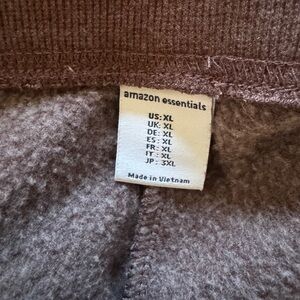 amazon essentials
US: XL
UK: XL
DE: XL
ES: XL
FR: XL
IT: XL
JP: 3XL
Made in Vietnam